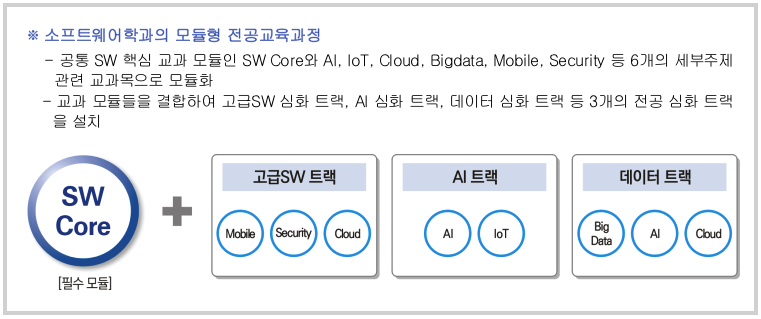 ※ 소프트웨어학과의 모듈형 전공교육과정
- 공통 SW 핵심 교과 모듈인 SW Core와 AI, IoT, Cloud, Bigdata, Mobile, Security 등 6개의 세부주제
관련 교과목으로 모듈화
- 교과 모듈들을 결합하여 고급SW 심화 트랙, AI 심화 트랙, 데이터 심화 트랙 등 3개의 전공 심화 트랙
을 설치
SW
Core
[필수 모듈]
고급SW 트랙
Mobile
Security
Cloud
AI 트랙
AI
IoT
데이터 트랙
Big
Data
AI
Cloud